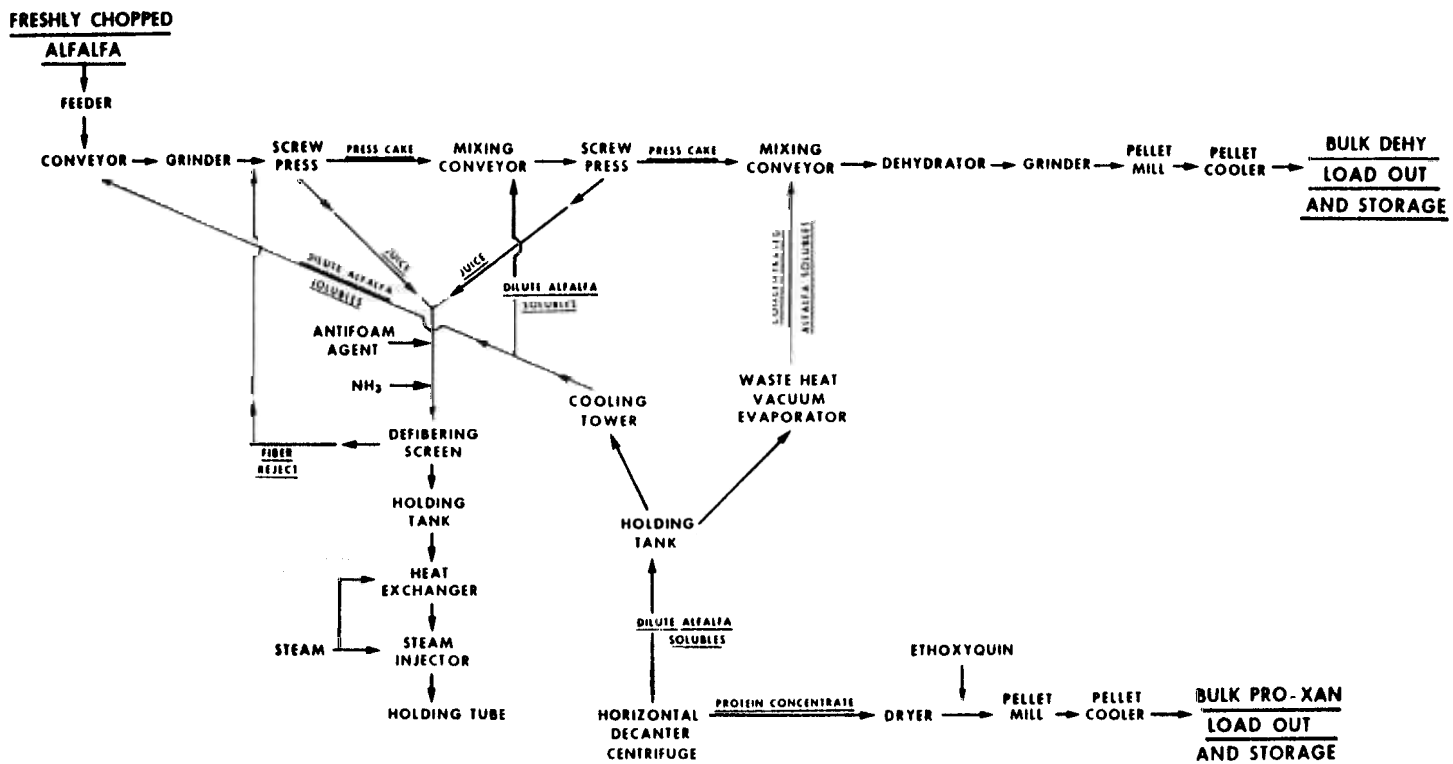 FRESHLY CHOPPED
ALFALFA
FEEDER
CONVEYOR
GRINDER
SCREW
PRESS
PRESS CAKE
MIXING
CONVEYOR
SCREW
PRESS
PRESS CAKE
MIXING
CONVEYOR
DEHYDRATOR
GRINDER
PELLET
MILL
PELLET
COOLER
BULK DEHY
LOAD OUT
AND STORAGE
JUICE
JUICE
DILUTE ALFALFA
SOLUBLES
DILUTE ALFALFA
SOLUBLES
CONCENTRATED
ALFALFA SOLUBLES
ANTIFOAM
AGENT
NH₃
COOLING
TOWER
WASTE HEAT
VACUUM
EVAPORATOR
DEFIBERING
SCREEN
FIBER
REJECT
HOLDING
TANK
HOLDING
TANK
HEAT
EXCHANGER
STEAM
STEAM
INJECTOR
HOLDING TUBE
DILUTE ALFALFA
SOLUBLES
HORIZONTAL
DECANTER
CENTRIFUGE
PROTEIN CONCENTRATE
DRYER
ETHOXYQUIN
PELLET
MILL
PELLET
COOLER
BULK PRO-XAN
LOAD OUT
AND STORAGE